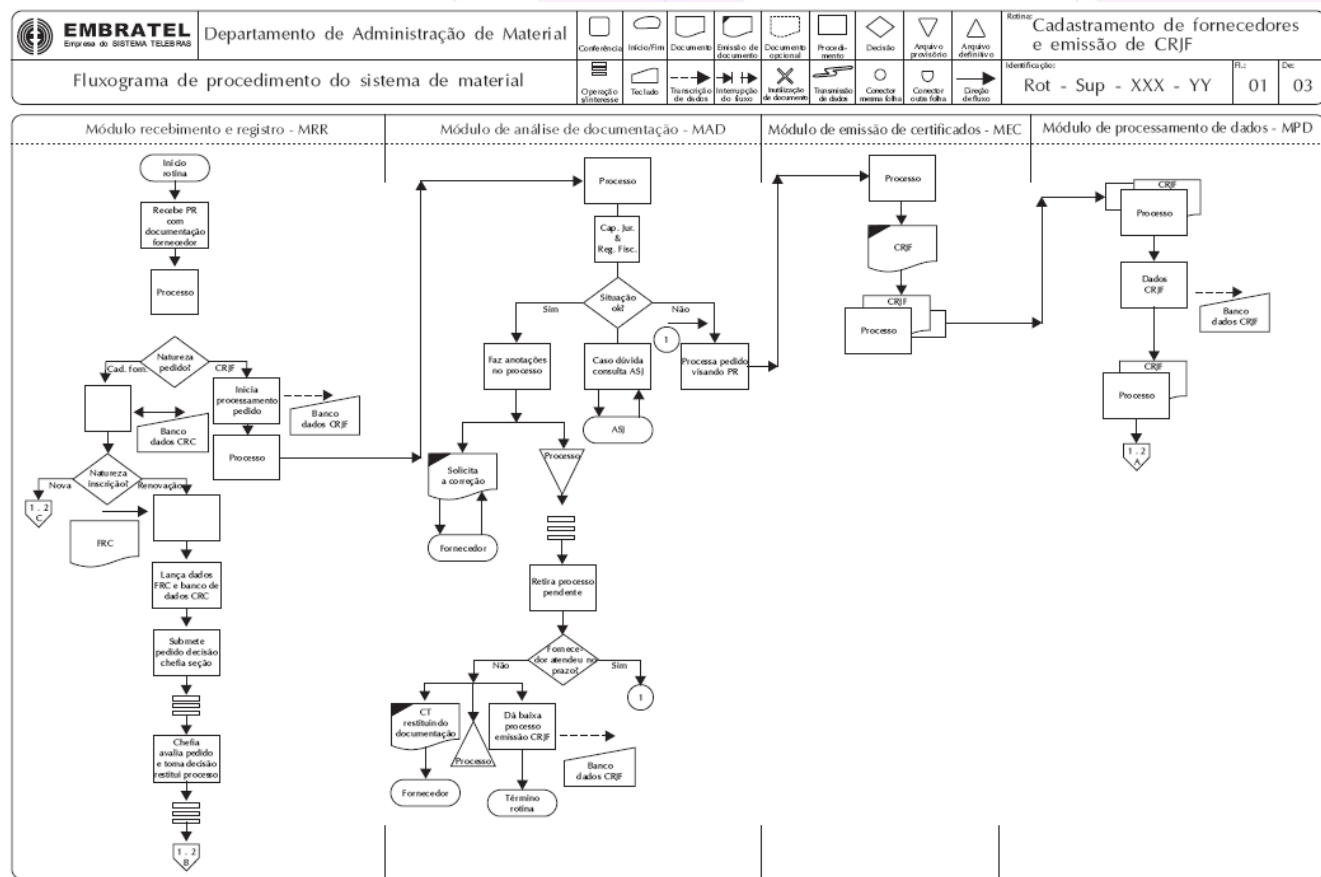 EMBRATEL
Empresa do SISTEMA TELEBRAS
Departamento de Administração de Material
Fluxograma de procedimento do sistema de material
Conferência
Início/Fim
Documento
Emissão de
documento
Documento
opcional
Procedi-
mento
Decisão
Arquivo
provisório
Arquivo
definitivo
Operação
s/interesse
Teclado
Transcrição
de dados
Interrupção
do fluxo
Inutilização
de documento
Transmissão
de dados
Conector
mesma folha
Conector
outra folha
Direção
de fluxo
Rotina:
Cadastramento de fornecedores
e emissão de CRJF
Identificação:
Rot - Sup - XXX - YY
Fl.:
01
De:
03
Módulo recebimento e registro - MRR
Início
rotina
Recebe PR
com
documentação
fornecedor
Processo
Natureza
pedido?
Cad. forn.
CRJF
Inicia
processamento
pedido
Banco
dados CRJF
Banco
dados CRC
Processo
Natureza
inscrição?
Nova
Renovação
1 . 2
C
FRC
Lança dados
FRC e banco de
dados CRC
Submete
pedido decisão
chefia seção
Chefia
avalia pedido
e toma decisão
restitui processo
1 . 2
B
Módulo de análise de documentação - MAD
Processo
Cap. Jur.
&
Reg. Fisc.
Situação
ok?
Sim
Não
1
Faz anotações
no processo
Caso dúvida
consulta ASJ
Processa pedido
visando PR
ASJ
Solicita
a correção
Processo
Fornecedor
Retira processo
pendente
Fornece-
dor atendeu no
prazo?
Não
Sim
1
CT
restituindo
documentação
Processo
Dá baixa
processo
emissão CRJF
Banco
dados CRJF
Fornecedor
Término
rotina
Módulo de emissão de certificados - MEC
Processo
CRJF
CRJF
Processo
Módulo de processamento de dados - MPD
CRJF
Processo
Dados
CRJF
Banco
dados CRJF
CRJF
Processo
1 . 2
A